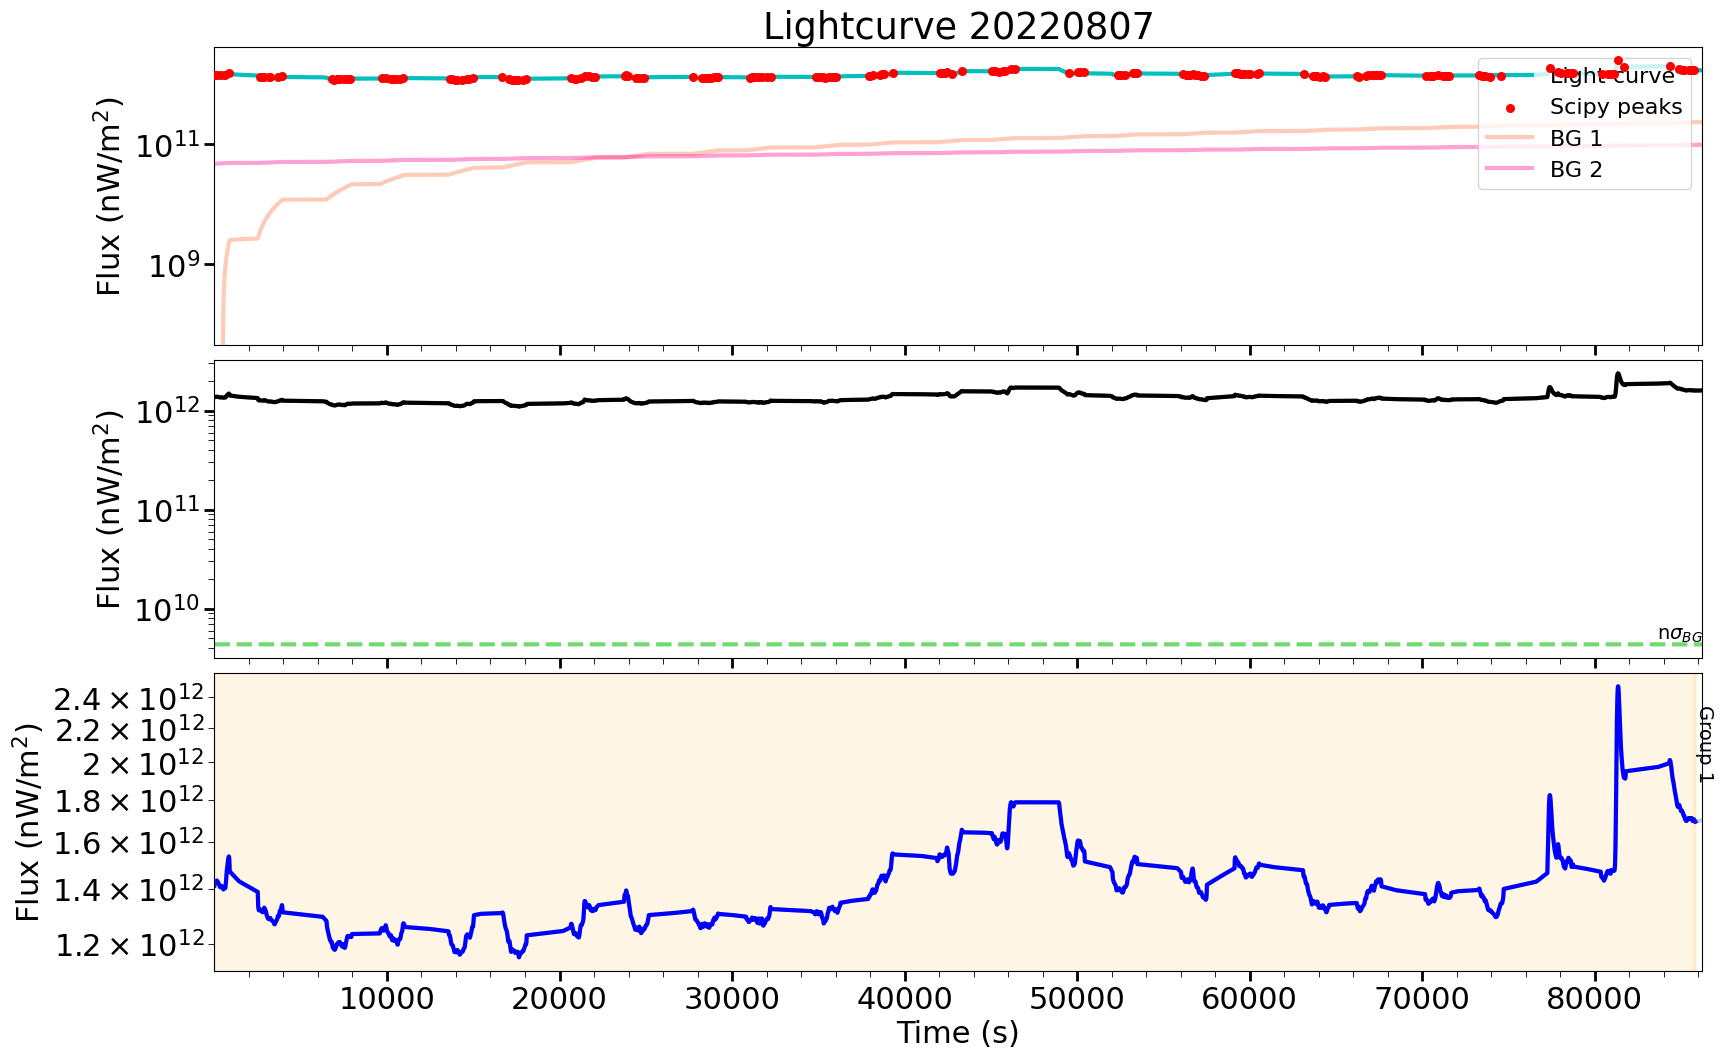 Lightcurve 20220807
Flux (nW/m²)
10¹¹
10⁹
Light curve
Scipy peaks
BG 1
BG 2
Flux (nW/m²)
10¹²
10¹¹
10¹⁰
nσ_BG
Flux (nW/m²)
2.4 × 10¹²
2.2 × 10¹²
2 × 10¹²
1.8 × 10¹²
1.6 × 10¹²
1.4 × 10¹²
1.2 × 10¹²
Group 1
10000 20000 30000 40000 50000 60000 70000 80000
Time (s)